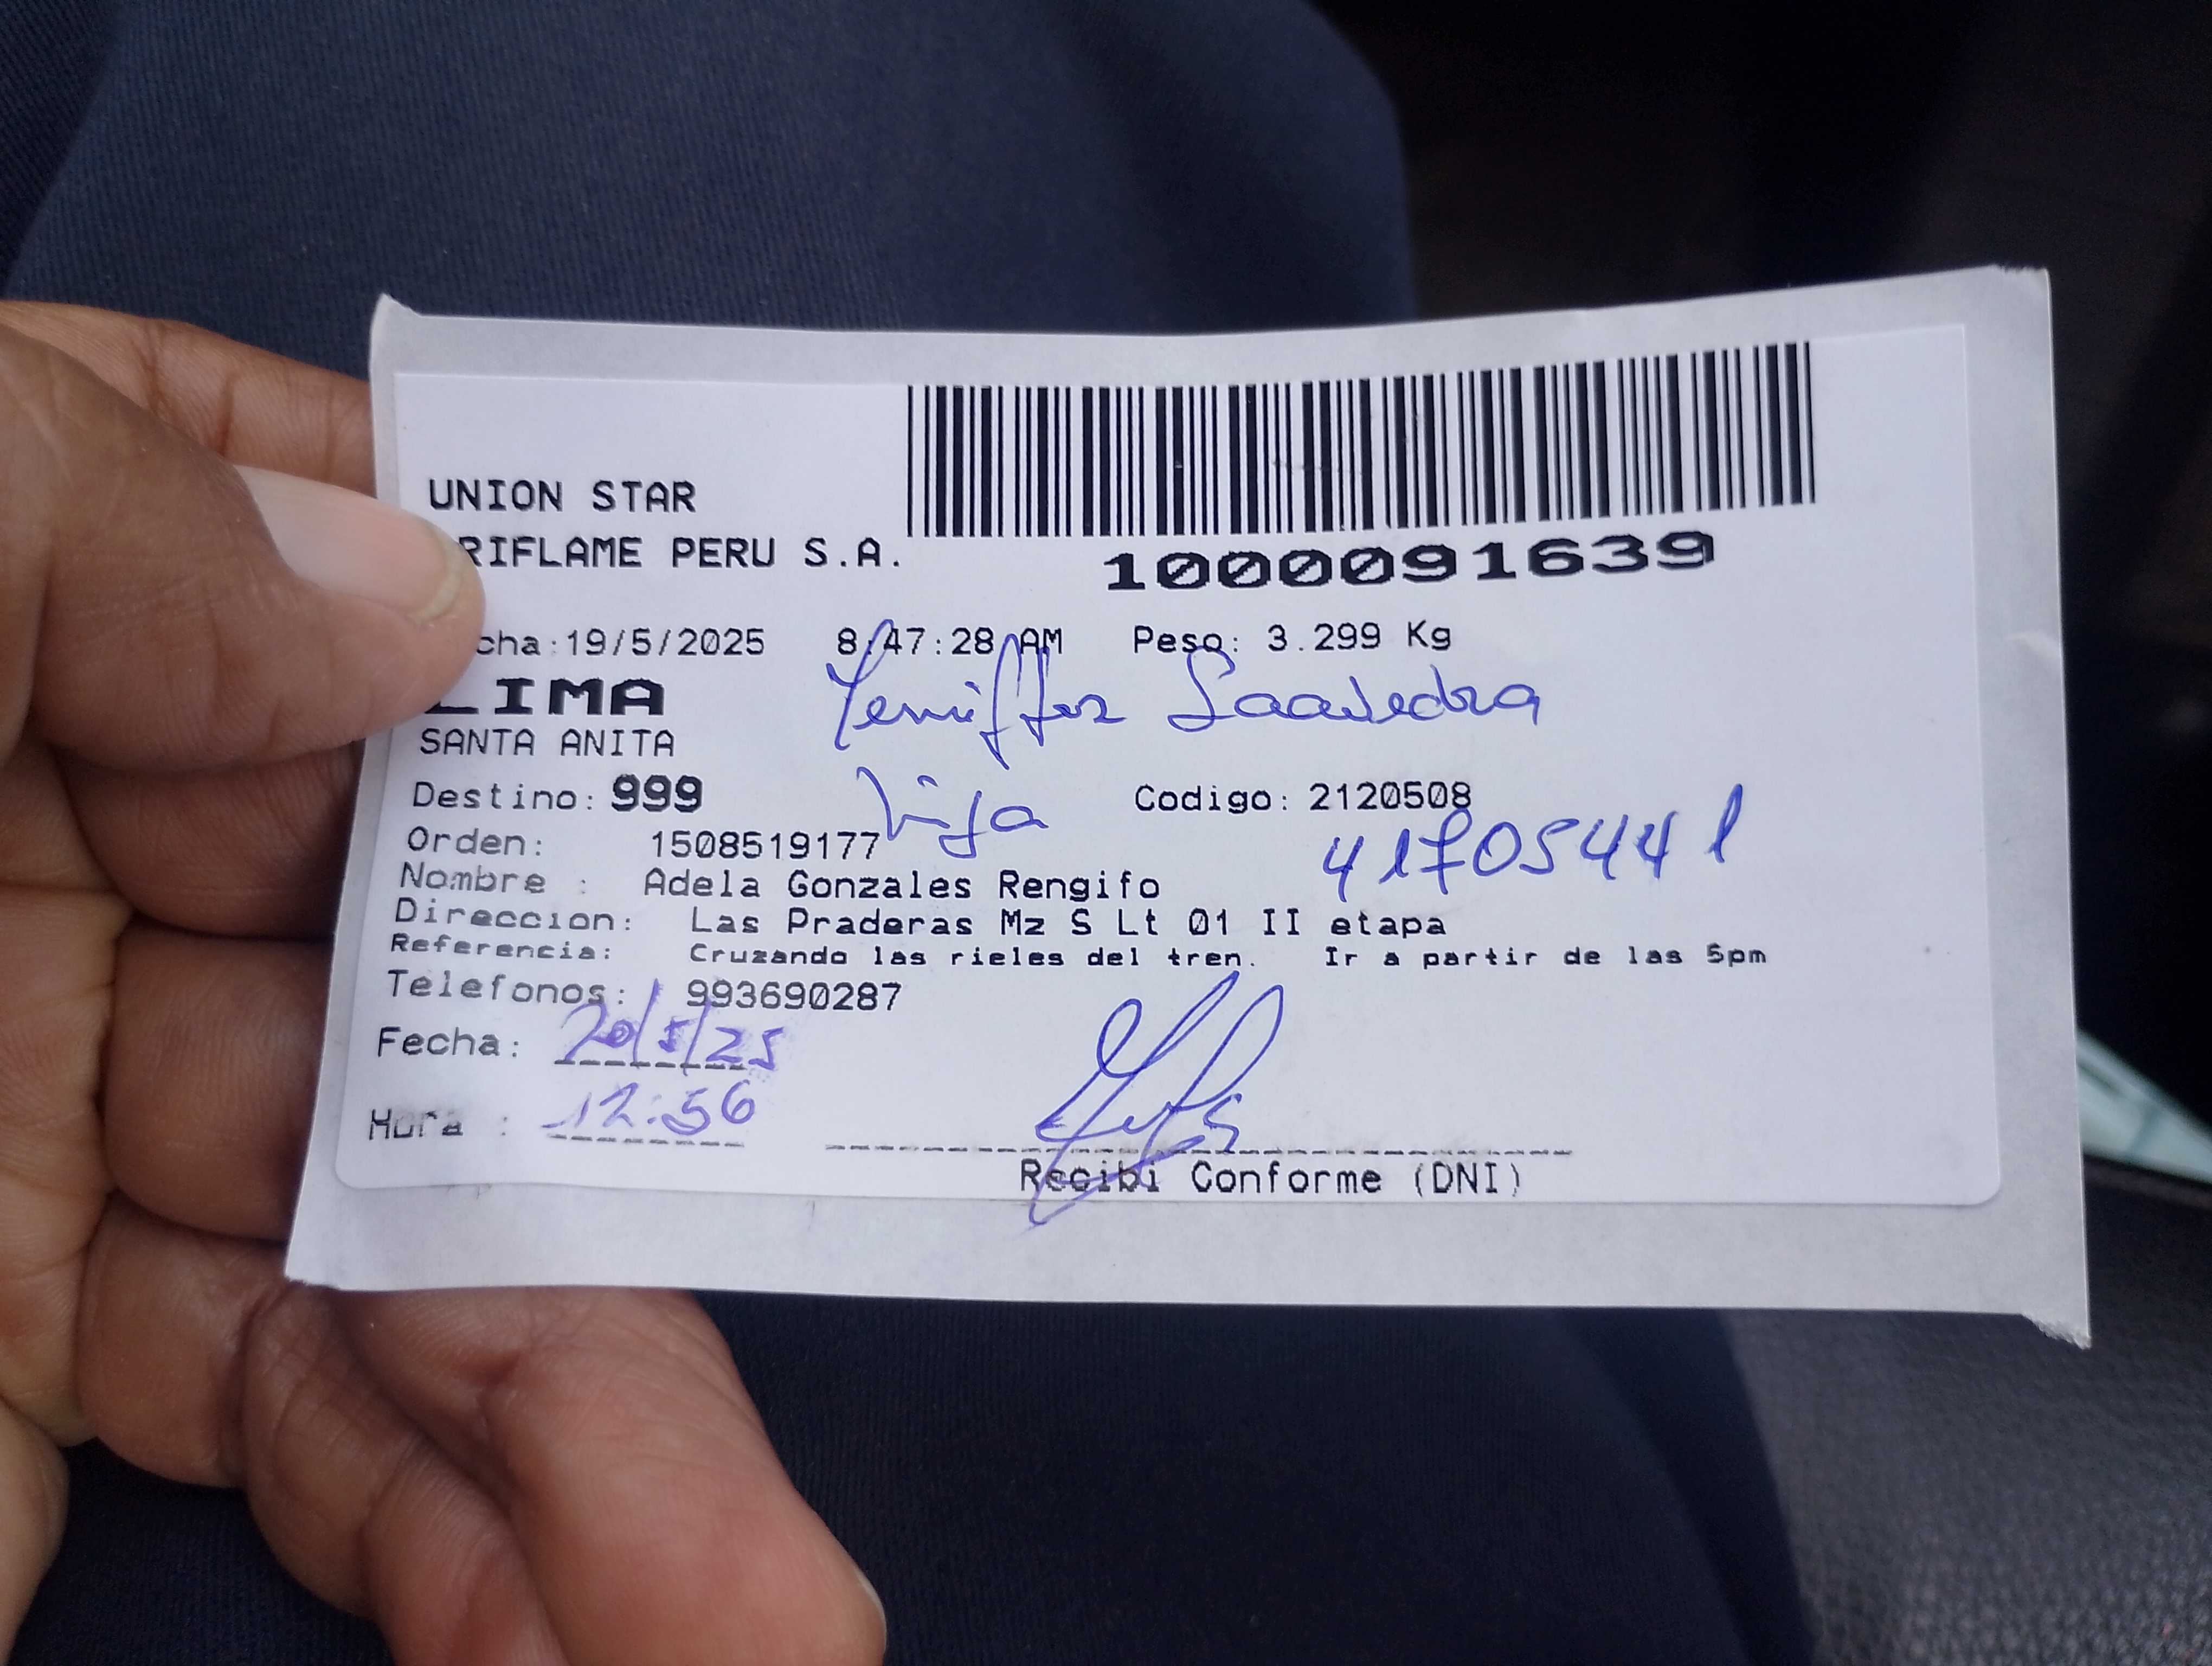 UNION STAR
RIFLAME PERU S.A.
1000091639
cha:19/5/2025 8:47:28 AM Peso: 3.299 Kg
LIMA
Saavedra
SANTA ANITA
Destino: 999 Codigo: 2120508
Orden: 1508519177
41705441
Nombre : Adela Gonzales Rengifo
Direccion: Las Praderas Mz S Lt 01 II etapa
Referencia: Cruzando las rieles del tren. Ir a partir de las 5pm
Telefonos: 993690287
Fecha: 20/5/25
Hora : 12:56
Recibi Conforme (DNI)